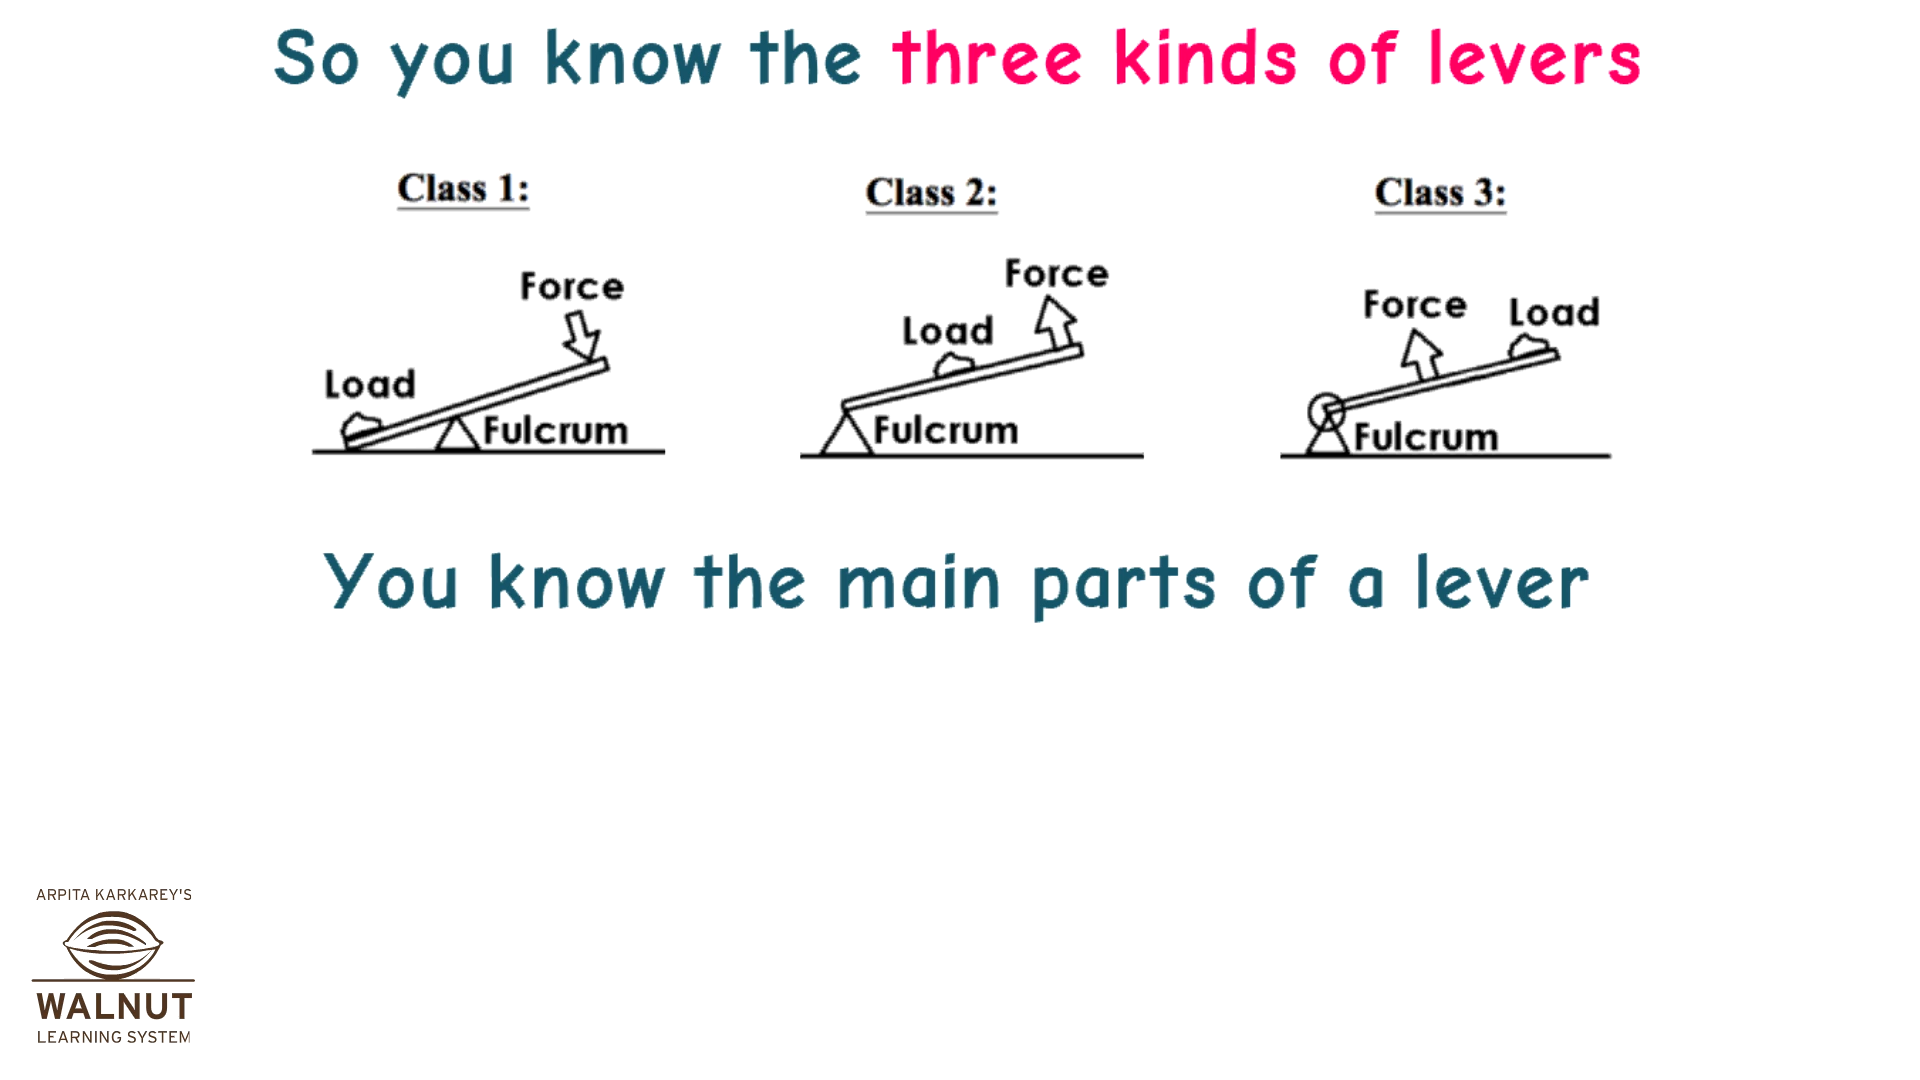 So you know the three kinds of levers
Class 1:
Force
Load
Fulcrum
Class 2:
Force
Load
Fulcrum
Class 3:
Force
Load
Fulcrum
You know the main parts of a lever
ARPITA KARKAREY'S
WALNUT
LEARNING SYSTEM